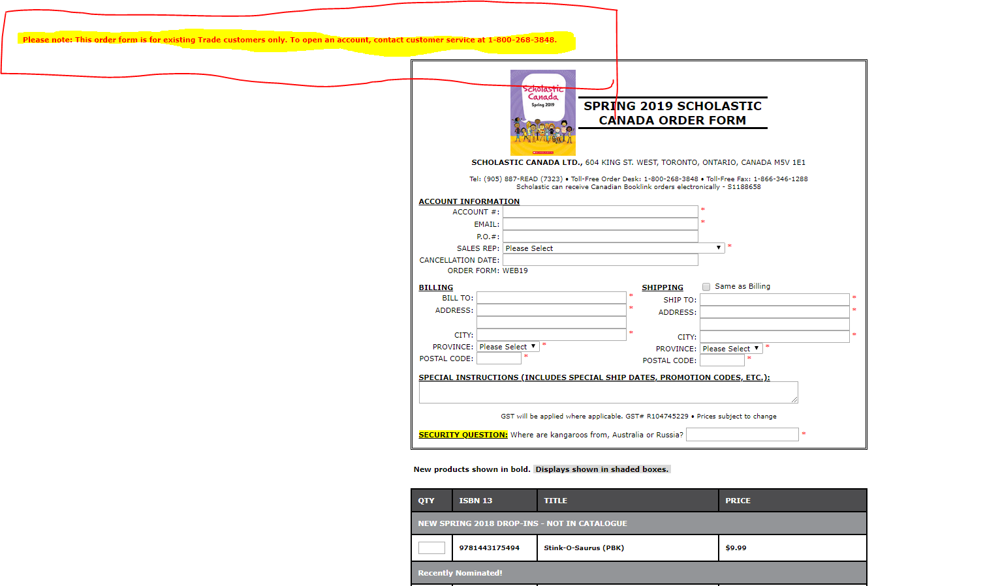 Please note: This order form is for existing Trade customers only. To open an account, contact customer service at 1-800-268-3848.
Scholastic
Canada
Spring 2019
SCHOLASTIC
SPRING 2019 SCHOLASTIC
CANADA ORDER FORM
SCHOLASTIC CANADA LTD., 604 KING ST. WEST, TORONTO, ONTARIO, CANADA M5V 1E1
Tel: (905) 887-READ (7323) • Toll-Free Order Desk: 1-800-268-3848 • Toll-Free Fax: 1-866-346-1288
Scholastic can receive Canadian Booklink orders electronically - S1188658
ACCOUNT INFORMATION
ACCOUNT #: *
EMAIL: *
P.O.#:
SALES REP: Please Select *
CANCELLATION DATE:
ORDER FORM: WEB19
BILLING
BILL TO: *
ADDRESS: *
CITY: *
PROVINCE: Please Select *
POSTAL CODE: *
SHIPPING Same as Billing
SHIP TO: *
ADDRESS: *
CITY: *
PROVINCE: Please Select *
POSTAL CODE: *
SPECIAL INSTRUCTIONS (INCLUDES SPECIAL SHIP DATES, PROMOTION CODES, ETC.):
GST will be applied where applicable. GST# R104745229 • Prices subject to change
SECURITY QUESTION: Where are kangaroos from, Australia or Russia? *
New products shown in bold. Displays shown in shaded boxes.
QTY ISBN 13 TITLE PRICE
NEW SPRING 2018 DROP-INS - NOT IN CATALOGUE
9781443175494 Stink-O-Saurus (PBK) $9.99
Recently Nominated!